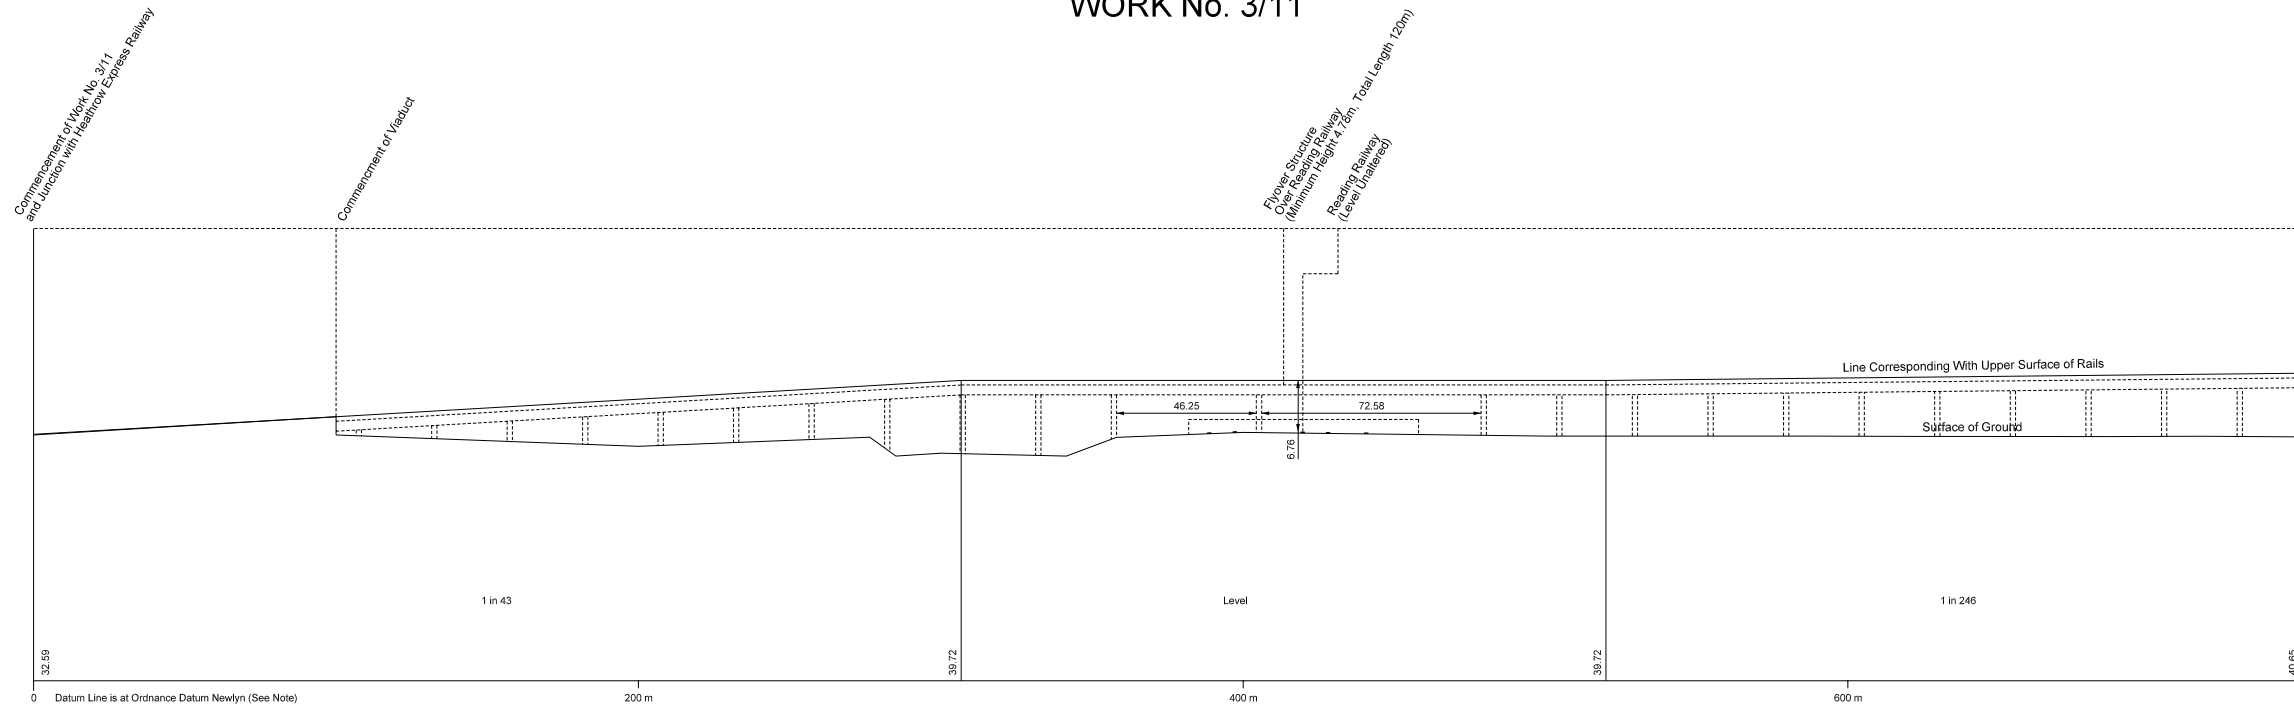 WORK No. 3/11
Commencement of Work No. 3/11
and Junction with Heathrow Express Railway
Commencment of Viaduct
Flyover Structure
Over Reading Railway
(Minimum Height 4.78m, Total Length 120m)
Reading Railway
(Level Unaltered)
Line Corresponding With Upper Surface of Rails
46.25
72.58
Surface of Ground
6.76
1 in 43
Level
1 in 246
32.59
39.72
39.72
40.65
0
Datum Line is at Ordnance Datum Newlyn (See Note)
200 m
400 m
600 m